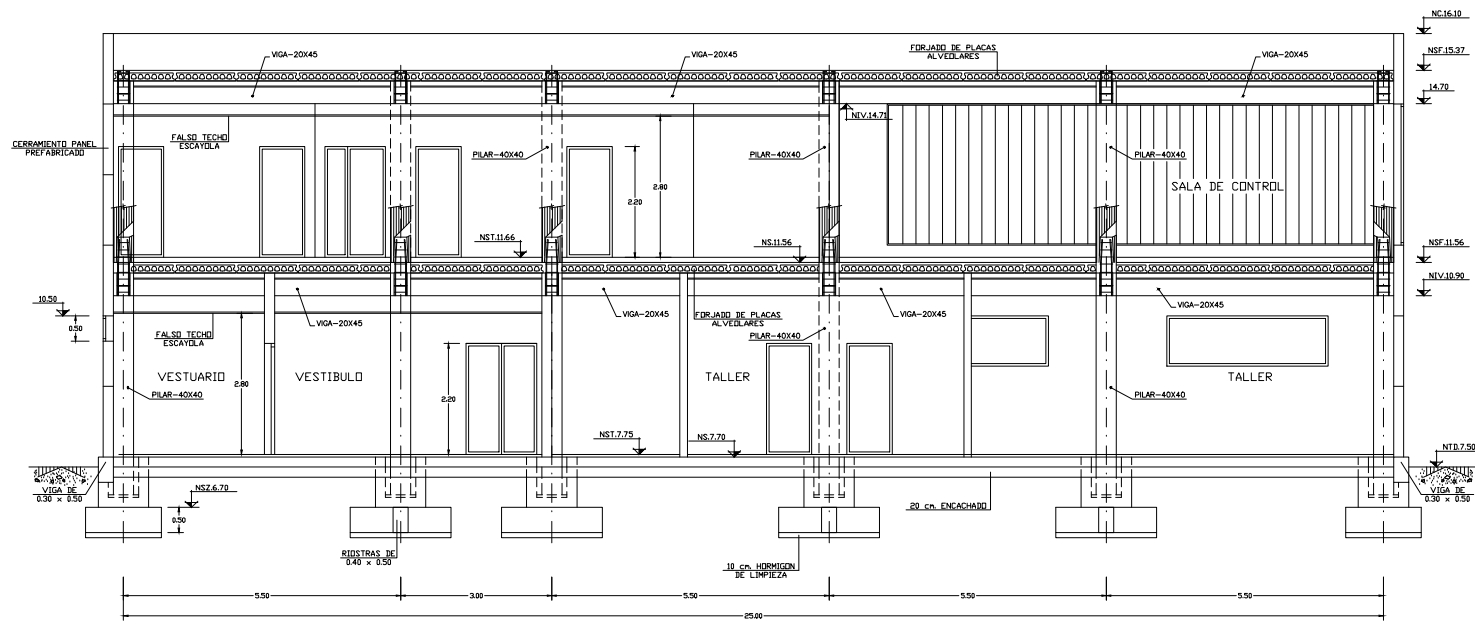 NC.16.10
VIGA-20X45
VIGA-20X45
FORJADO DE PLACAS
ALVEOLARES
VIGA-20X45
NSF.15.37
14.70
NIV.14.71
CERRAMIENTO PANEL
PREFABRICADO
FALSO TECHO
ESCAYOLA
PILAR-40X40
PILAR-40X40
PILAR-40X40
SALA DE CONTROL
2.20
2.80
NST.11.66
NS.11.56
NSF.11.56
NIV.10.90
10.50
0.50
VIGA-20X45
VIGA-20X45
FORJADO DE PLACAS
ALVEOLARES
VIGA-20X45
VIGA-20X45
FALSO TECHO
ESCAYOLA
PILAR-40X40
VESTUARIO
VESTIBULO
TALLER
TALLER
2.80
2.20
PILAR-40X40
PILAR-40X40
NST.7.75
NS.7.70
NTD.7.50
VIGA DE
0.30 x 0.50
NSZ.6.70
0.50
20 cm. ENCACHADO
VIGA DE
0.30 x 0.50
RIOSTRAS DE
0.40 x 0.50
10 cm. HORMIGON
DE LIMPIEZA
5.50
3.00
5.50
5.50
5.50
25.00